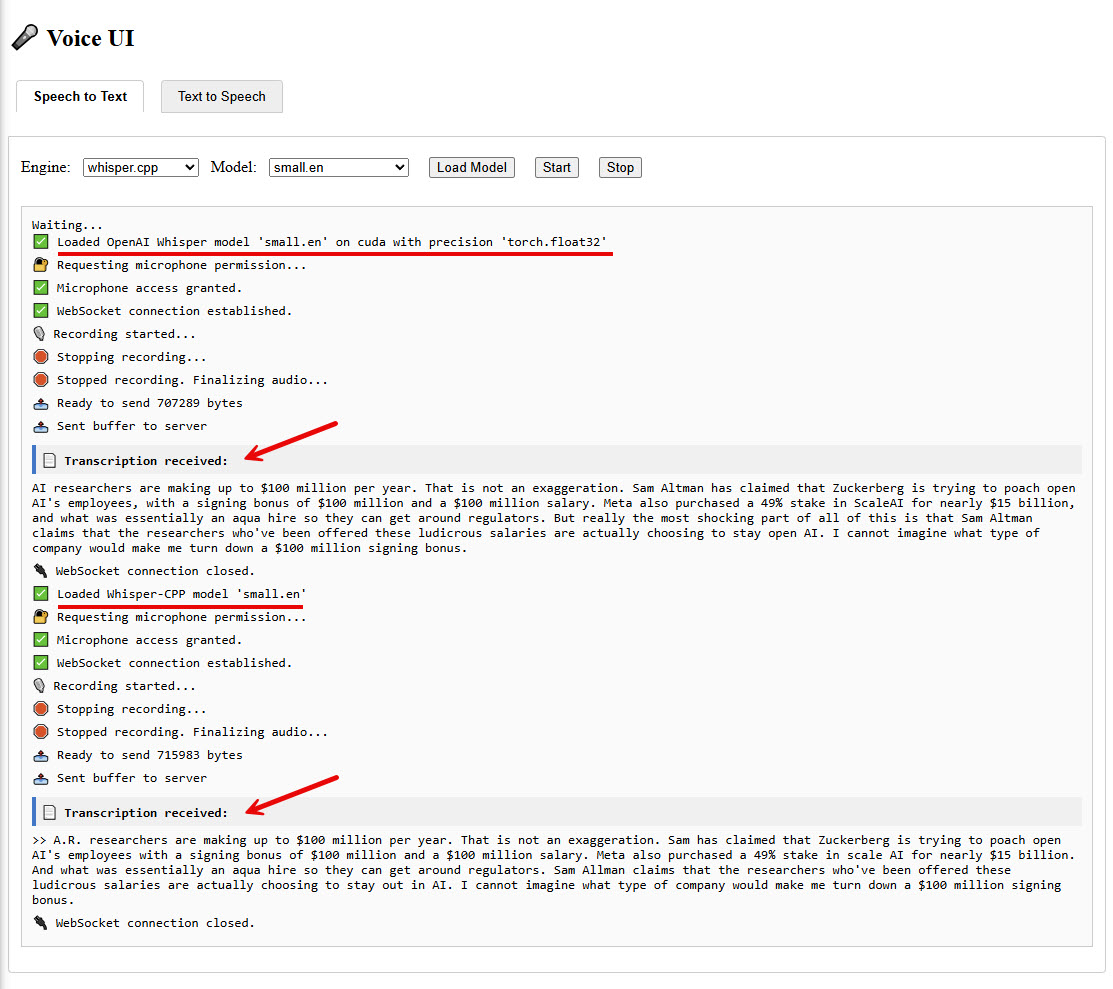 Voice UI
Speech to Text
Text to Speech
Engine: whisper.cpp Model: small.en Load Model Start Stop
Waiting...
Loaded OpenAI Whisper model 'small.en' on cuda with precision 'torch.float32'
Requesting microphone permission...
Microphone access granted.
WebSocket connection established.
Recording started...
Stopping recording...
Stopped recording. Finalizing audio...
Ready to send 707289 bytes
Sent buffer to server
Transcription received:
AI researchers are making up to $100 million per year. That is not an exaggeration. Sam Altman has claimed that Zuckerberg is trying to poach open
AI's employees, with a signing bonus of $100 million and a $100 million salary. Meta also purchased a 49% stake in ScaleAI for nearly $15 billion,
and what was essentially an aqua hire so they can get around regulators. But really the most shocking part of all of this is that Sam Altman
claims that the researchers who've been offered these ludicrous salaries are actually choosing to stay open AI. I cannot imagine what type of
company would make me turn down a $100 million signing bonus.
WebSocket connection closed.
Loaded Whisper-CPP model 'small.en'
Requesting microphone permission...
Microphone access granted.
WebSocket connection established.
Recording started...
Stopping recording...
Stopped recording. Finalizing audio...
Ready to send 715983 bytes
Sent buffer to server
Transcription received:
>> A.R. researchers are making up to $100 million per year. That is not an exaggeration. Sam has claimed that Zuckerberg is trying to poach open
AI's employees with a signing bonus of $100 million and a $100 million salary. Meta also purchased a 49% stake in scale AI for nearly $15 billion.
And what was essentially an aqua hire so they can get around regulators. Sam Allman claims that the researchers who've been offered these
ludicrous salaries are actually choosing to stay out in AI. I cannot imagine what type of company would make me turn down a $100 million signing
bonus.
WebSocket connection closed.